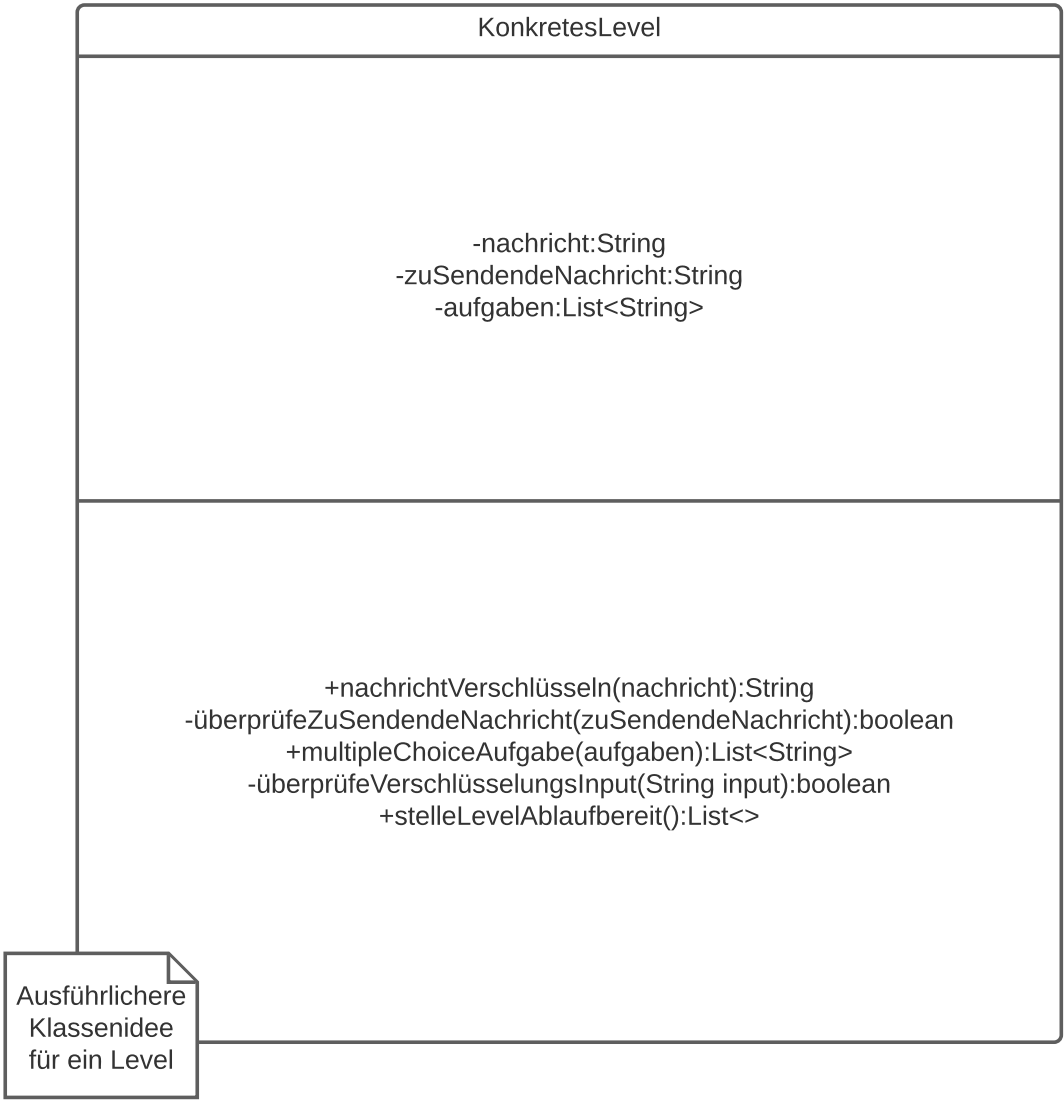 KonkretesLevel
-nachricht:String
-zuSendendeNachricht:String
-aufgaben:List<String>
+nachrichtVerschlüsseln(nachricht):String
-überprüfeZuSendendeNachricht(zuSendendeNachricht):boolean
+multipleChoiceAufgabe(aufgaben):List<String>
-überprüfeVerschlüsselungsInput(String input):boolean
+stelleLevelAblaufbereit():List<>
Ausführlichere
Klassenidee
für ein Level